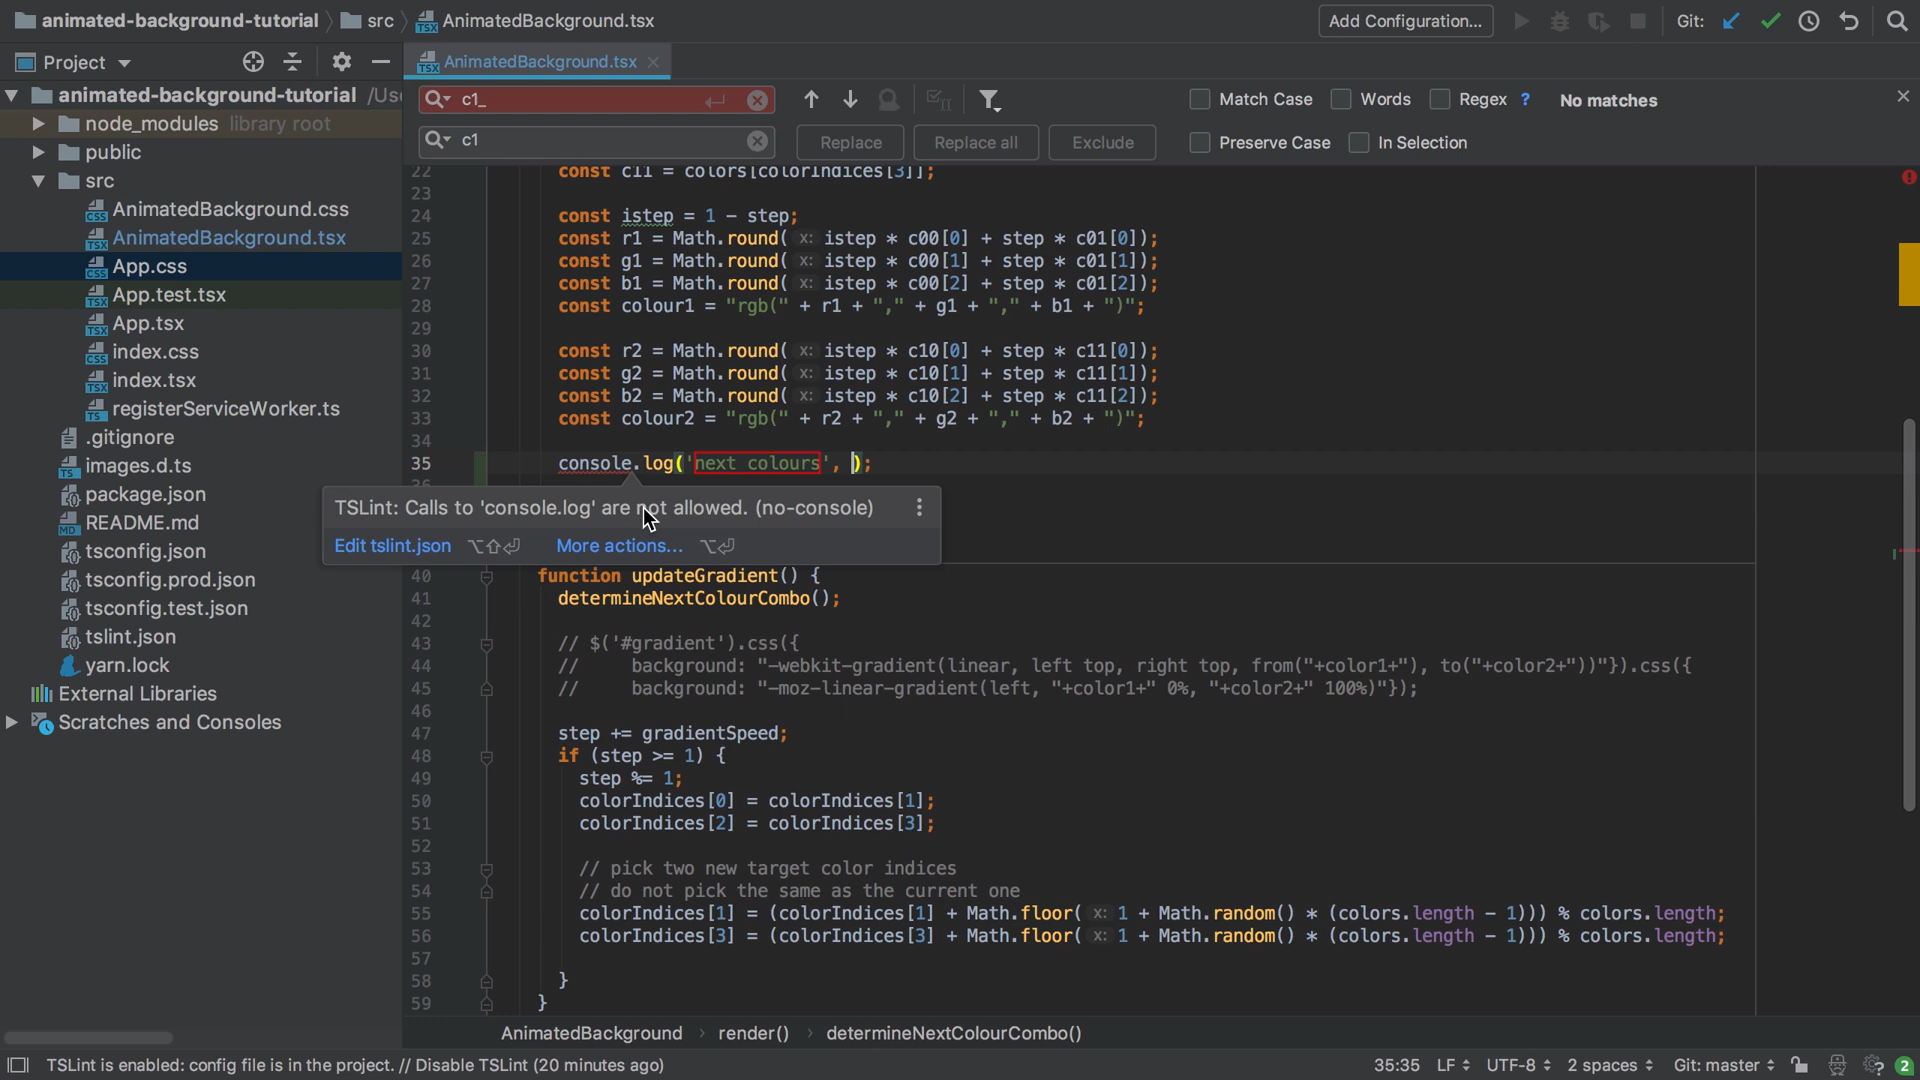 animated-background-tutorial src AnimatedBackground.tsx Add Configuration... Git:
Project AnimatedBackground.tsx
c1_ Match Case Words Regex ? No matches
c1 Replace Replace all Exclude Preserve Case In Selection
animated-background-tutorial /Use
node_modules library root
public
src
AnimatedBackground.css
AnimatedBackground.tsx
App.css
App.test.tsx
App.tsx
index.css
index.tsx
registerServiceWorker.ts
.gitignore
images.d.ts
package.json
README.md
tsconfig.json
tsconfig.prod.json
tsconfig.test.json
tslint.json
yarn.lock
External Libraries
Scratches and Consoles
22 const c11 = colors[colorIndices[3]];
23
24 const istep = 1 - step;
25 const r1 = Math.round( x: istep * c00[0] + step * c01[0]);
26 const g1 = Math.round( x: istep * c00[1] + step * c01[1]);
27 const b1 = Math.round( x: istep * c00[2] + step * c01[2]);
28 const colour1 = "rgb(" + r1 + "," + g1 + "," + b1 + ")";
29
30 const r2 = Math.round( x: istep * c10[0] + step * c11[0]);
31 const g2 = Math.round( x: istep * c10[1] + step * c11[1]);
32 const b2 = Math.round( x: istep * c10[2] + step * c11[2]);
33 const colour2 = "rgb(" + r2 + "," + g2 + "," + b2 + ")";
34
35 console.log('next colours', );
TSLint: Calls to 'console.log' are not allowed. (no-console)
Edit tslint.json ⌥⇧⏎ More actions... ⌥⏎
40 function updateGradient() {
41 determineNextColourCombo();
42
43 // $('#gradient').css({
44 // background: "-webkit-gradient(linear, left top, right top, from("+color1+"), to("+color2+"))"}).css({
45 // background: "-moz-linear-gradient(left, "+color1+" 0%, "+color2+" 100%)"});
46
47 step += gradientSpeed;
48 if (step >= 1) {
49 step %= 1;
50 colorIndices[0] = colorIndices[1];
51 colorIndices[2] = colorIndices[3];
52
53 // pick two new target color indices
54 // do not pick the same as the current one
55 colorIndices[1] = (colorIndices[1] + Math.floor( x: 1 + Math.random() * (colors.length - 1))) % colors.length;
56 colorIndices[3] = (colorIndices[3] + Math.floor( x: 1 + Math.random() * (colors.length - 1))) % colors.length;
57
58 }
59 }
AnimatedBackground › render() › determineNextColourCombo()
TSLint is enabled: config file is in the project. // Disable TSLint (20 minutes ago) 35:35 LF UTF-8 2 spaces Git: master 2